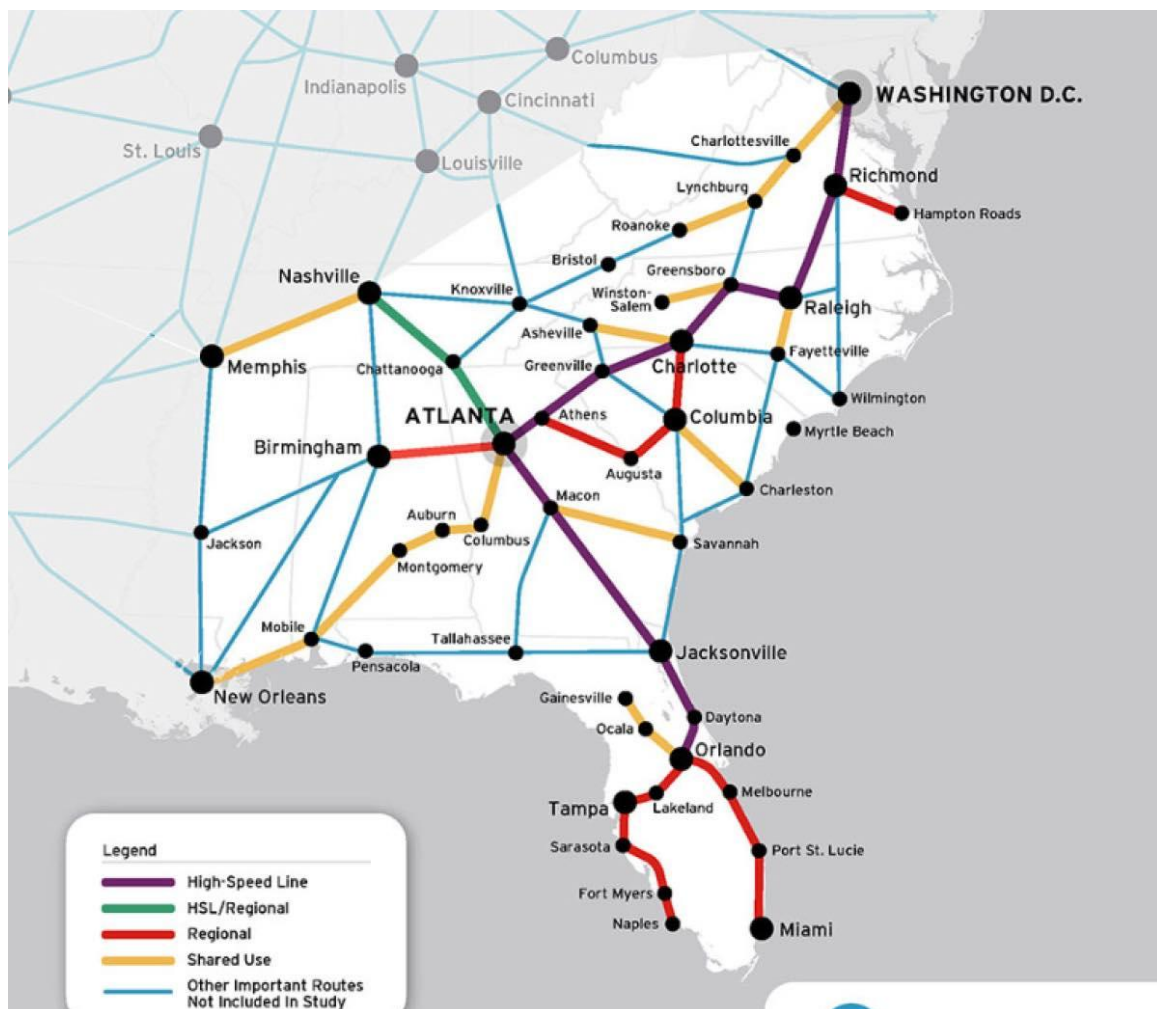 Columbus
Indianapolis
Cincinnati
WASHINGTON D.C.
St. Louis
Charlottesville
Louisville
Richmond
Lynchburg
Hampton Roads
Roanoke
Bristol
Greensboro
Nashville
Knoxville
Winston-
Salem
Raleigh
Asheville
Fayetteville
Memphis
Chattanooga
Greenville
Charlotte
Wilmington
ATLANTA
Athens
Columbia
Myrtle Beach
Birmingham
Augusta
Charleston
Macon
Auburn
Columbus
Jackson
Savannah
Montgomery
Mobile
Tallahassee
Jacksonville
Pensacola
New Orleans
Gainesville
Daytona
Ocala
Orlando
Melbourne
Tampa
Lakeland
Sarasota
Port St. Lucie
Fort Myers
Naples
Miami
Legend
High-Speed Line
HSL/Regional
Regional
Shared Use
Other Important Routes
Not Included In Study